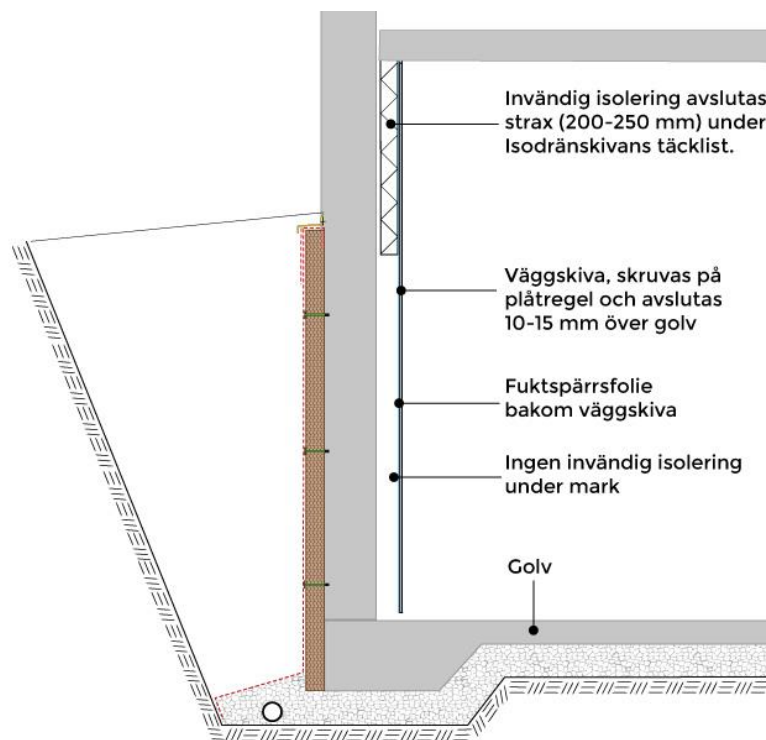 Invändig isolering avslutas
strax (200-250 mm) under
Isodränskivans täcklist.
Väggskiva, skruvas på
plåtregel och avslutas
10-15 mm över golv
Fuktspärrsfolie
bakom väggskiva
Ingen invändig isolering
under mark
Golv